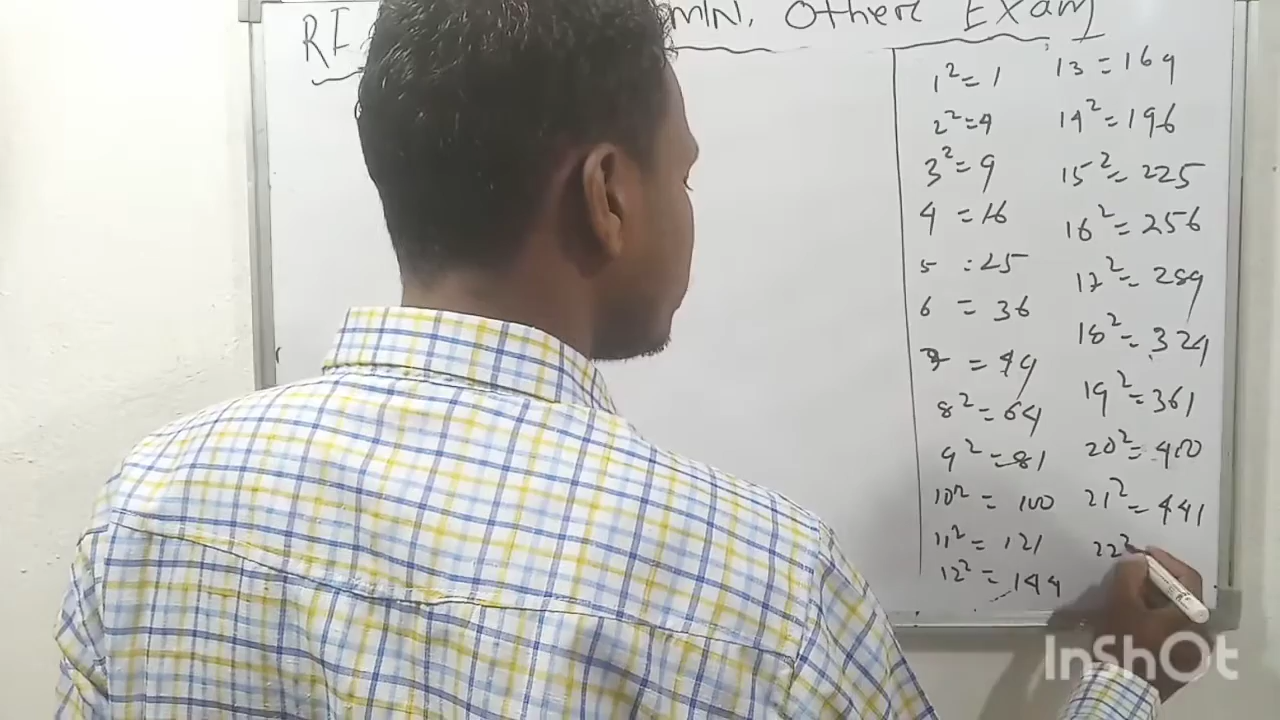 RI MIN. Other Exam
1² = 1
2² = 4
3² = 9
4 = 16
5 : 25
6 = 36
7 = 49
8² = 64
9² = 81
10² = 100
11² = 121
12² = 144
13 = 169
14² = 196
15² = 225
16² = 256
17² = 289
18² = 324
19² = 361
20² = 400
21² = 441
22²
InShOt